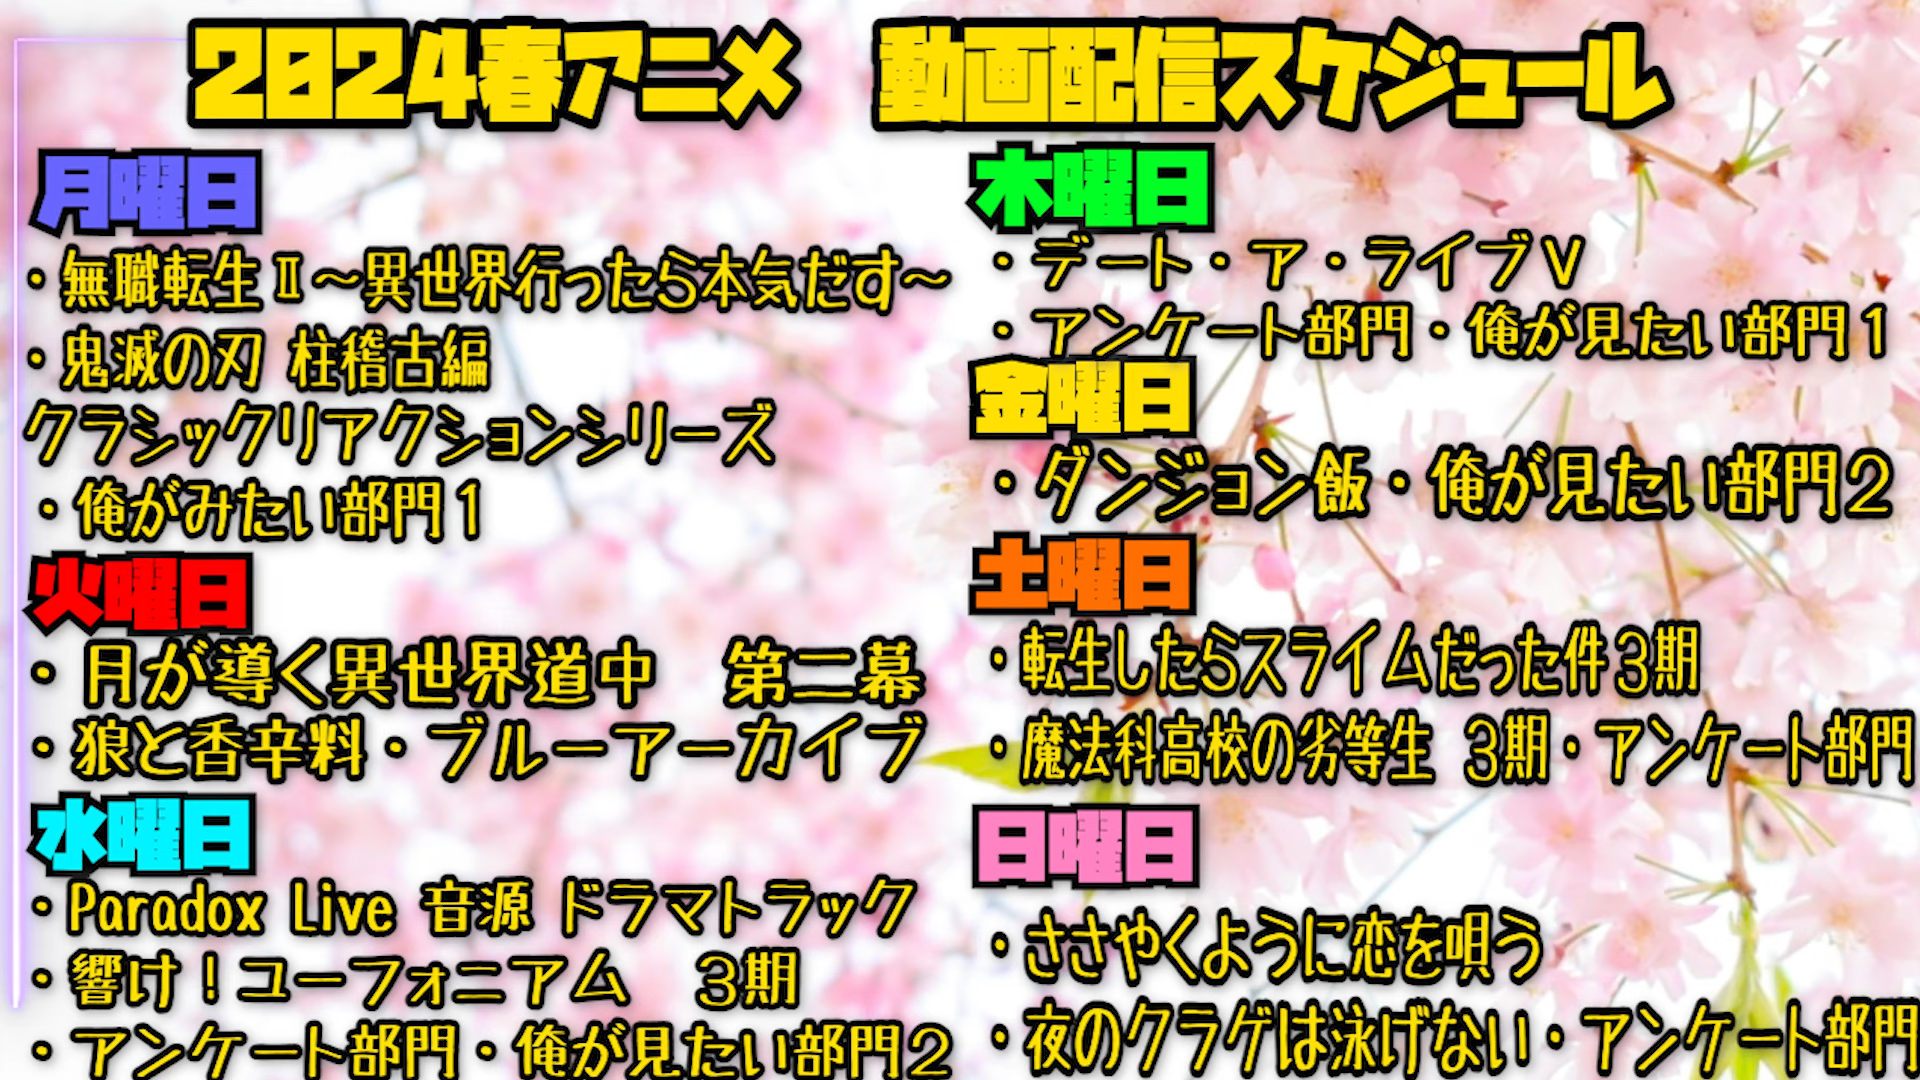 2024春アニメ　動画配信スケジュール
月曜日
・無職転生Ⅱ～異世界行ったら本気だす～
・鬼滅の刃 柱稽古編
クラシックリアクションシリーズ
・俺がみたい部門１
火曜日
・月が導く異世界道中　第二幕
・狼と香辛料・ブルーアーカイブ
水曜日
・Paradox Live 音源 ドラマトラック
・響け！ユーフォニアム　３期
・アンケート部門・俺が見たい部門２
木曜日
・デート・ア・ライブⅤ
・アンケート部門・俺が見たい部門１
金曜日
・ダンジョン飯・俺が見たい部門２
土曜日
・転生したらスライムだった件３期
・魔法科高校の劣等生 ３期・アンケート部門
日曜日
・ささやくように恋を唄う
・夜のクラゲは泳げない・アンケート部門